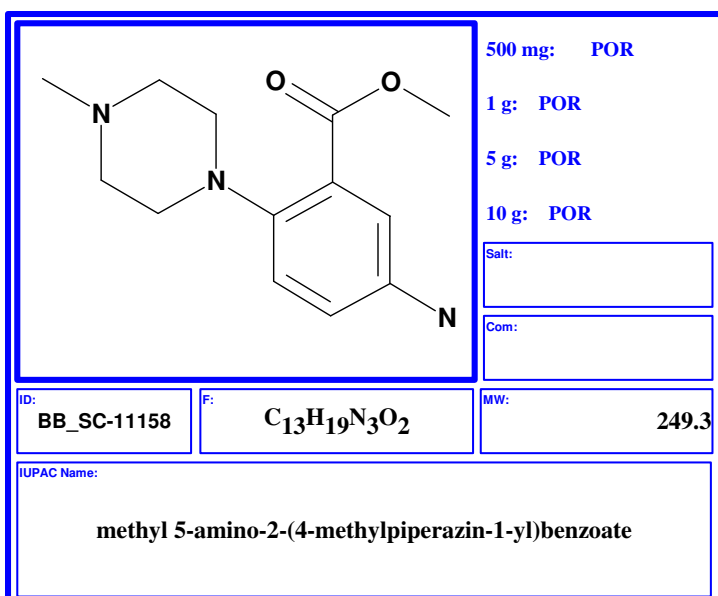 500 mg: POR
1 g: POR
5 g: POR
10 g: POR
O
O
N
N
N
Salt:
Com:
ID:
BB_SC-11158
F:
C13H19N3O2
MW:
249.3
IUPAC Name:
methyl 5-amino-2-(4-methylpiperazin-1-yl)benzoate